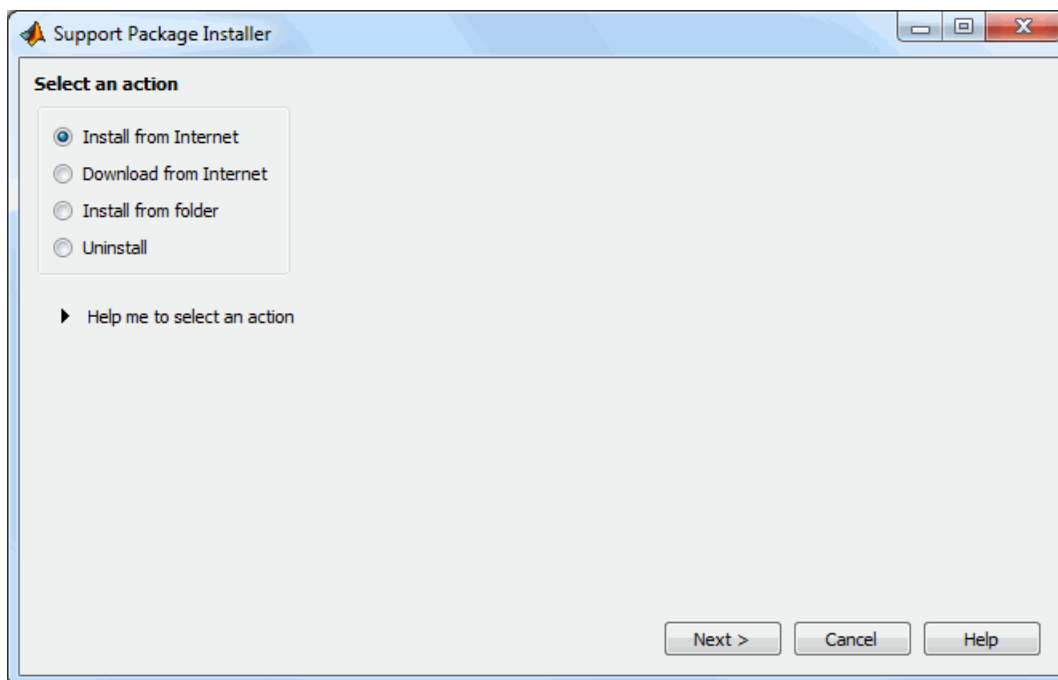 Support Package Installer
Select an action
Install from Internet
Download from Internet
Install from folder
Uninstall
Help me to select an action
Next > Cancel Help